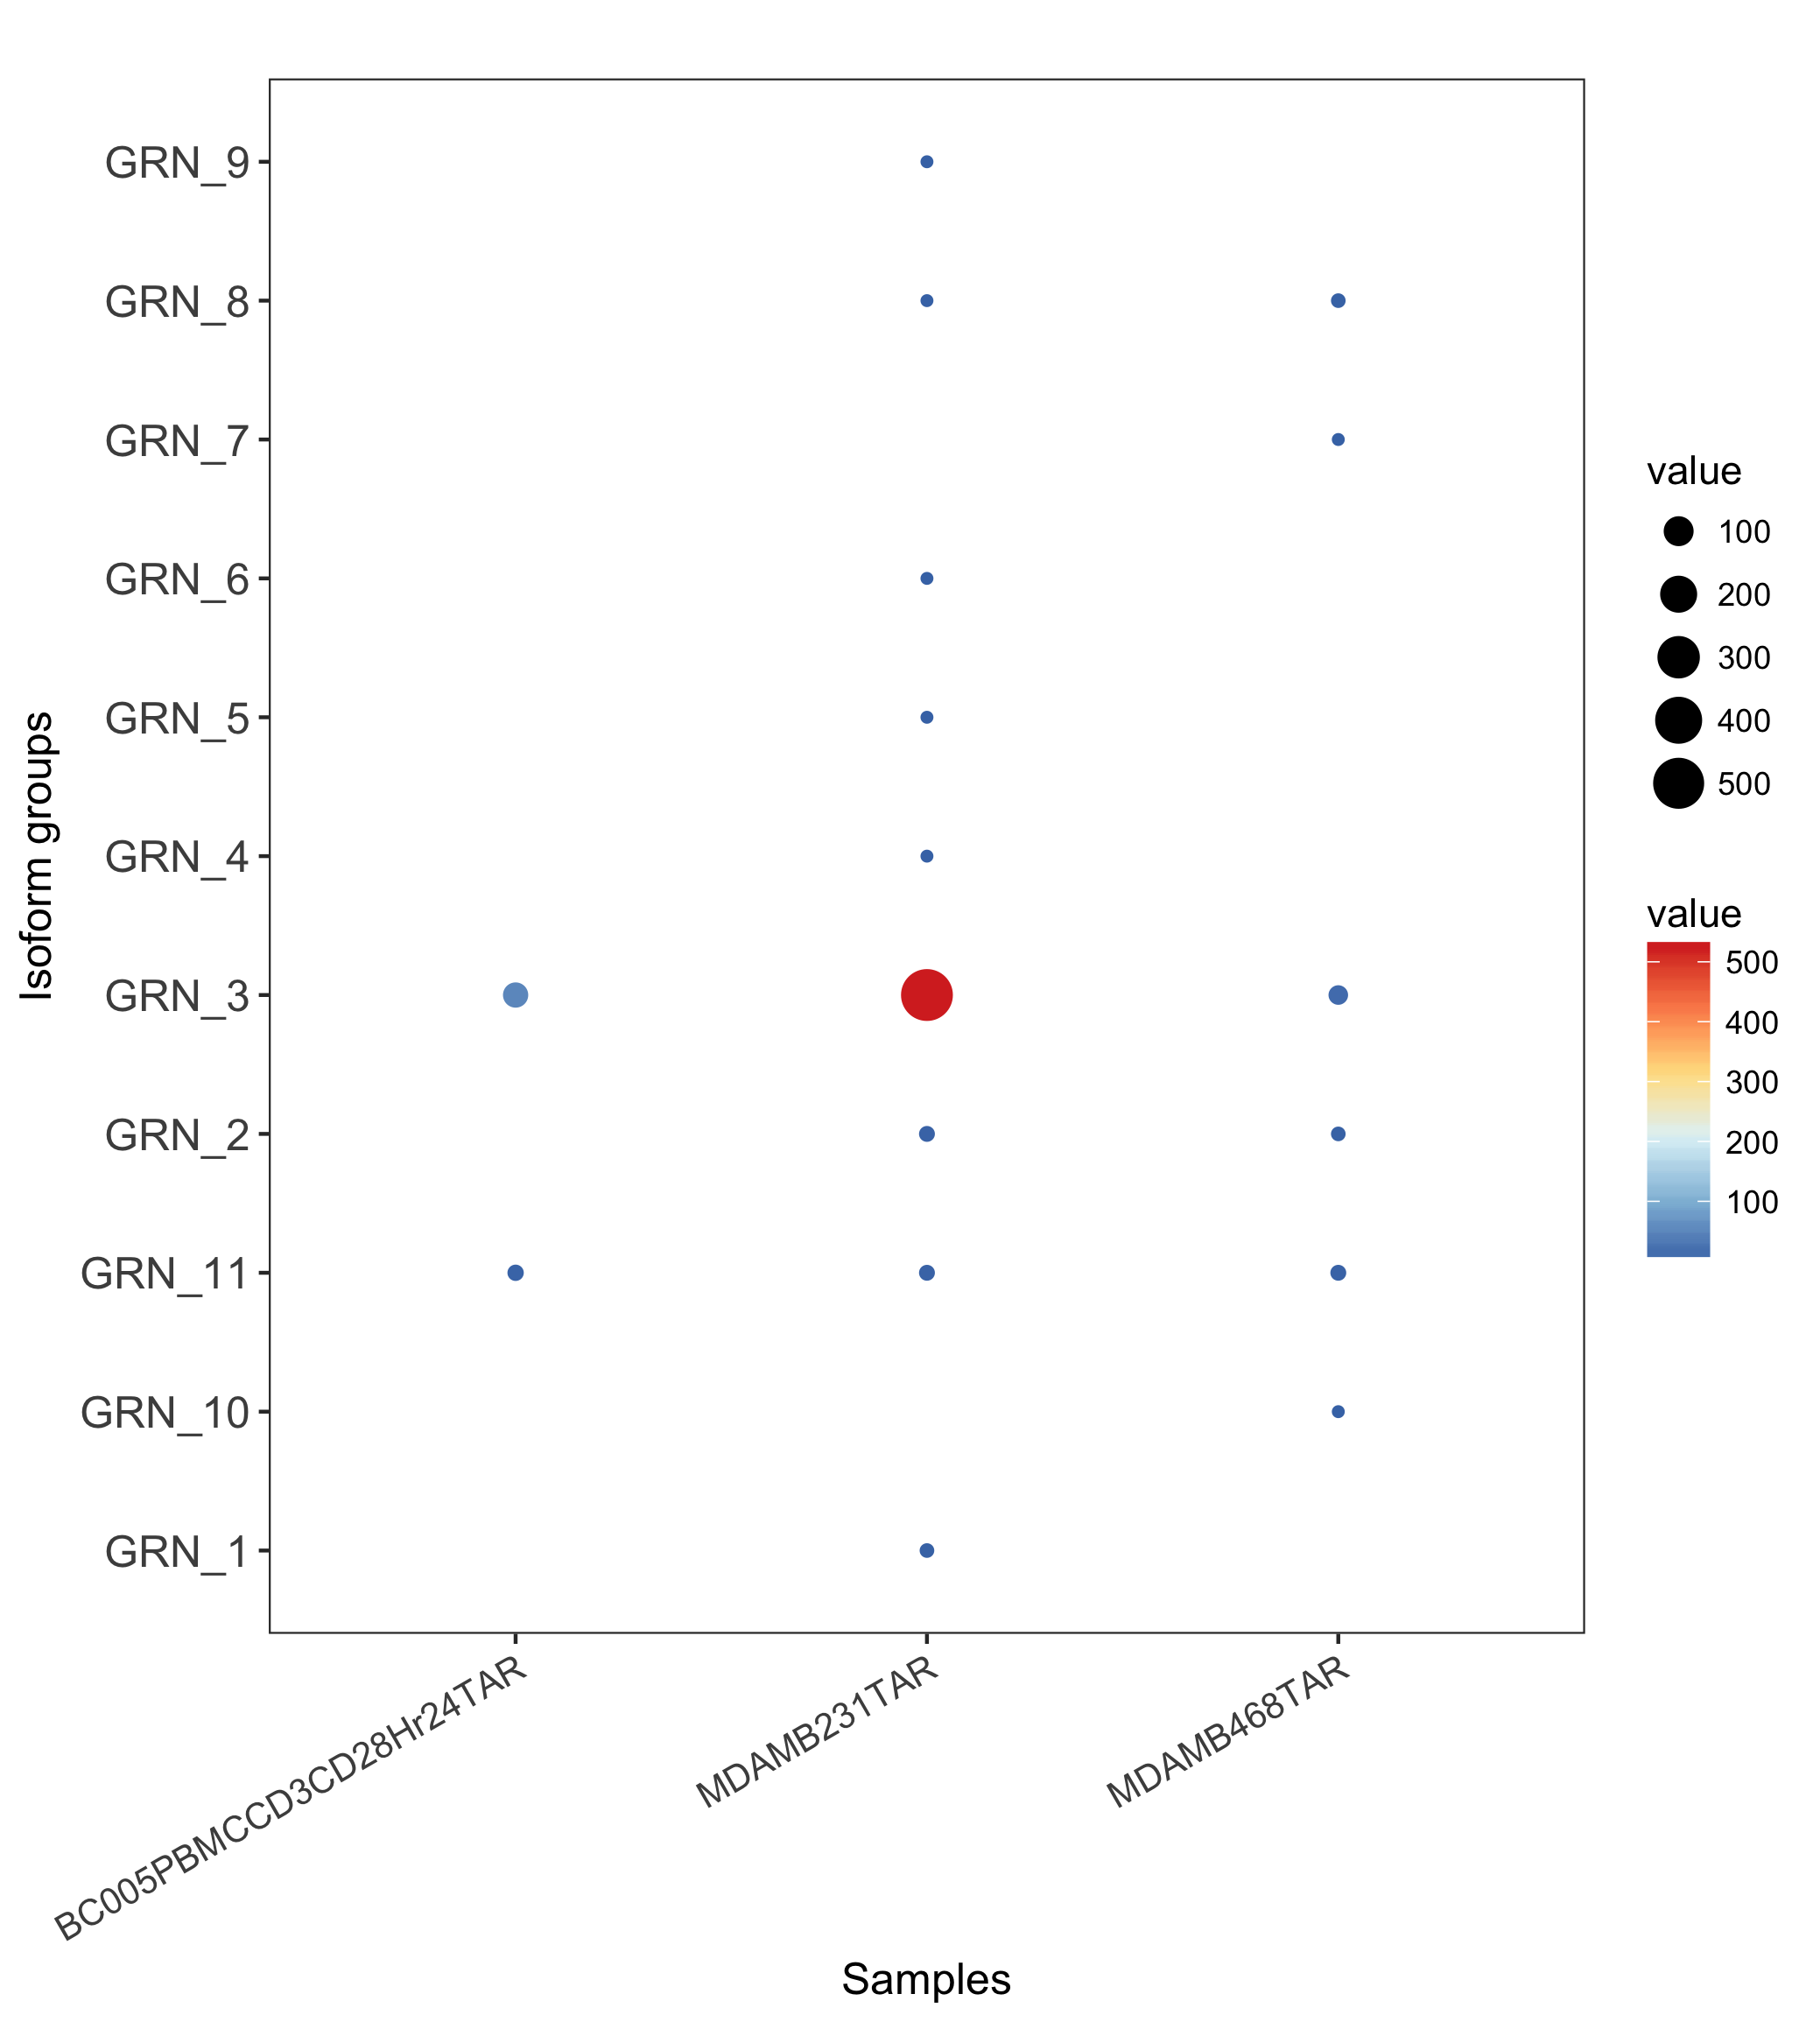 GRN_9
GRN_8
GRN_7
GRN_6
GRN_5
GRN_4
GRN_3
GRN_2
GRN_11
GRN_10
GRN_1
Isoform groups
BC005PBMCCD3CD28Hr24TAR
MDAMB231TAR
MDAMB468TAR
Samples
value
100
200
300
400
500
value
500
400
300
200
100